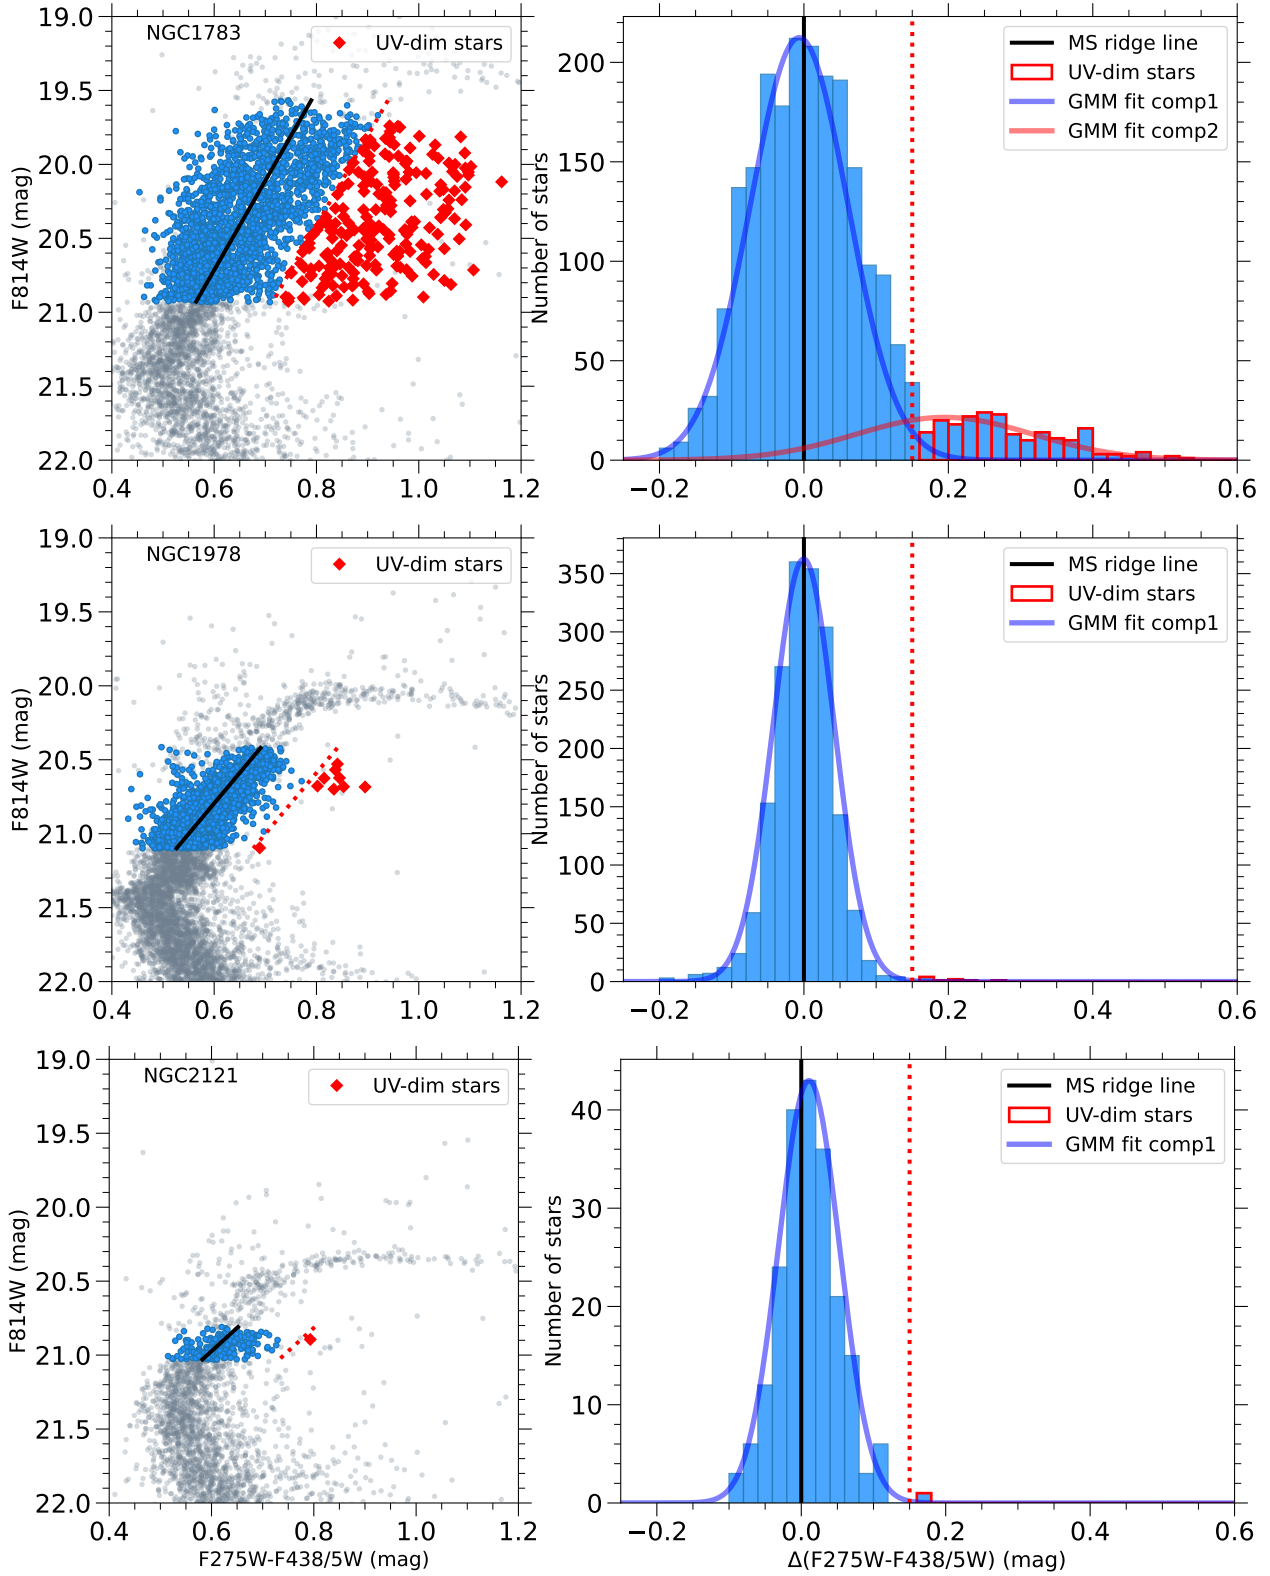 NGC1783
UV-dim stars
19.0
19.5
20.0
20.5
21.0
21.5
22.0
F814W (mag)
0.4 0.6 0.8 1.0 1.2
MS ridge line
UV-dim stars
GMM fit comp1
GMM fit comp2
200
150
100
50
0
Number of stars
−0.2 0.0 0.2 0.4 0.6
NGC1978
UV-dim stars
19.0
19.5
20.0
20.5
21.0
21.5
22.0
F814W (mag)
0.4 0.6 0.8 1.0 1.2
MS ridge line
UV-dim stars
GMM fit comp1
350
300
250
200
150
100
50
0
Number of stars
−0.2 0.0 0.2 0.4 0.6
NGC2121
UV-dim stars
19.0
19.5
20.0
20.5
21.0
21.5
22.0
F814W (mag)
0.4 0.6 0.8 1.0 1.2
F275W-F438/5W (mag)
MS ridge line
UV-dim stars
GMM fit comp1
40
30
20
10
0
Number of stars
−0.2 0.0 0.2 0.4 0.6
Δ(F275W-F438/5W) (mag)